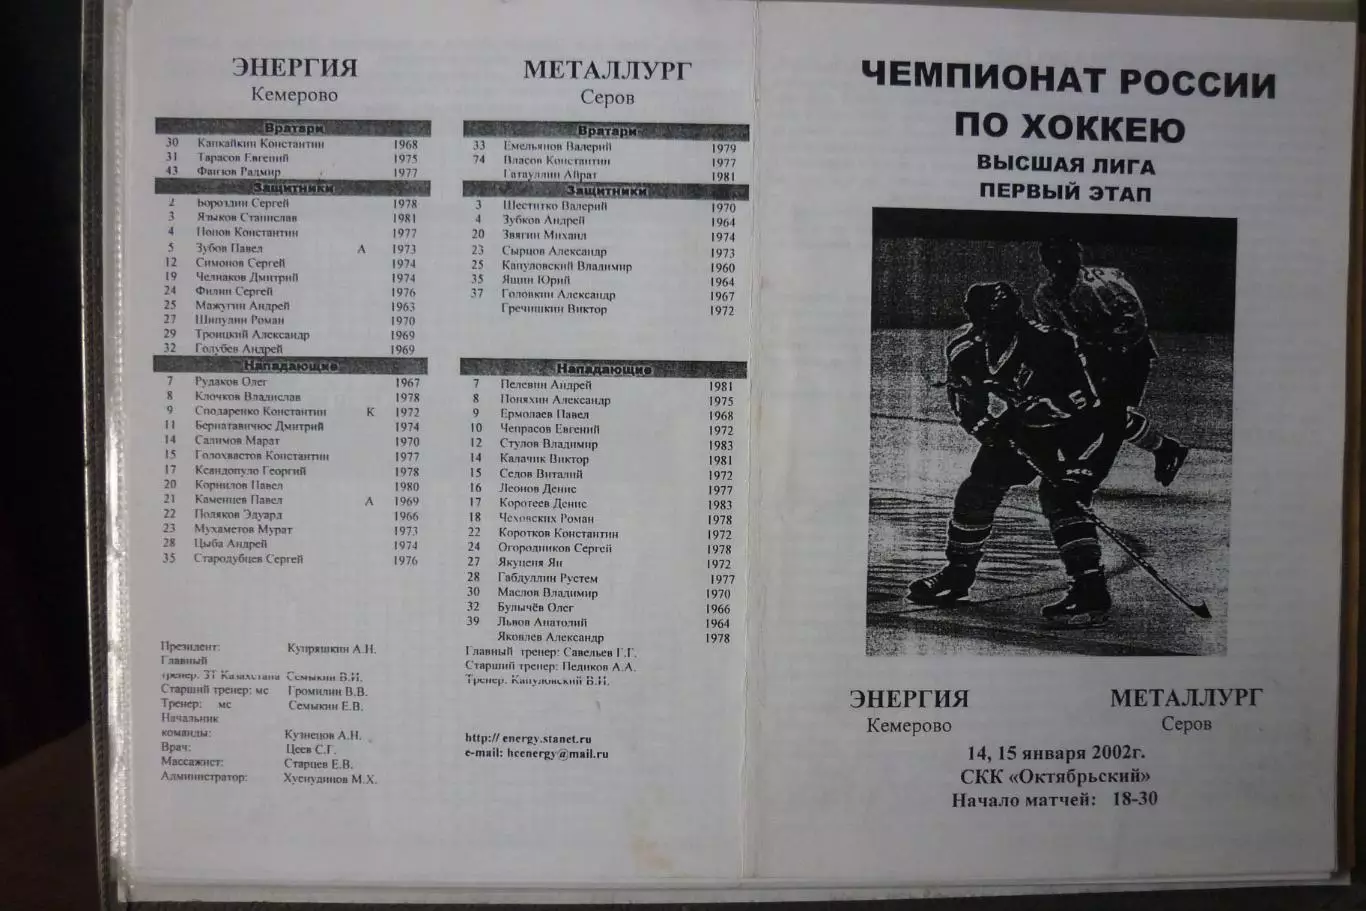 ЭНЕРГИЯ
Кемерово
Вратари
30 Капкайкин Константин 1968
31 Тарасов Евгений 1975
43 Фаизов Радмир 1977
Защитники
2 Бороздин Сергей 1978
3 Языков Станислав 1981
4 Попов Константин 1977
5 Зубов Павел А 1973
12 Симонов Сергей 1974
19 Челпаков Дмитрий 1974
24 Филин Сергей 1976
25 Мажугин Андрей 1963
27 Шипулин Роман 1970
29 Троицкий Александр 1969
32 Голубев Андрей 1969
Нападающие
7 Рудаков Олег 1967
8 Клочков Владислав 1978
9 Сподаренко Константин К 1972
11 Бернатавичюс Дмитрий 1974
14 Салимов Марат 1970
15 Голохвастов Константин 1977
17 Ксандопуло Георгий 1978
20 Корнилов Павел 1980
21 Каменцев Павел А 1969
22 Поляков Эдуард 1966
23 Мухаметов Мурат 1973
28 Цыба Андрей 1974
35 Стародубцев Сергей 1976
Президент: Купряшкин А.Н.
Главный
тренер. ЗТ Казахстана Семыкин В.И.
Старший тренер: мс Громилин В.В.
Тренер: мс Семыкин Е.В.
Начальник
команды: Кузнецов А.Н.
Врач: Цеев С.Г.
Массажист: Старцев Е.В.
Администратор: Хуснудинов М.Х.
МЕТАЛЛУРГ
Серов
Вратари
33 Емельянов Валерий 1979
74 Власов Константин 1977
Гатауллин Айрат 1981
Защитники
3 Шеститко Валерий 1970
4 Зубков Андрей 1964
20 Звягин Михаил 1974
23 Сырцов Александр 1973
25 Капуловский Владимир 1960
35 Яшин Юрий 1964
37 Головкин Александр 1967
Гречишкин Виктор 1972
Нападающие
7 Пелевин Андрей 1981
8 Поняхин Александр 1975
9 Ермолаев Павел 1968
10 Чепрасов Евгений 1972
12 Стулов Владимир 1983
14 Калачик Виктор 1981
15 Седов Виталий 1972
16 Леонов Денис 1977
17 Коротеев Денис 1983
18 Чеховских Роман 1978
22 Коротков Константин 1972
24 Огородников Сергей 1978
27 Якуценя Ян 1972
28 Габдуллин Рустем 1977
30 Маслов Владимир 1970
32 Булычёв Олег 1966
39 Львов Анатолий 1964
Яковлев Александр 1978
Главный тренер: Савельев Г.Г.
Старший тренер: Педиков А.А.
Тренер. Капуловский В.И.
http:// energy.stanet.ru
e-mail: hcenergy@mail.ru
ЧЕМПИОНАТ РОССИИ
ПО ХОККЕЮ
ВЫСШАЯ ЛИГА
ПЕРВЫЙ ЭТАП
ЭНЕРГИЯ МЕТАЛЛУРГ
Кемерово Серов
14, 15 января 2002г.
СКК «Октябрьский»
Начало матчей: 18-30